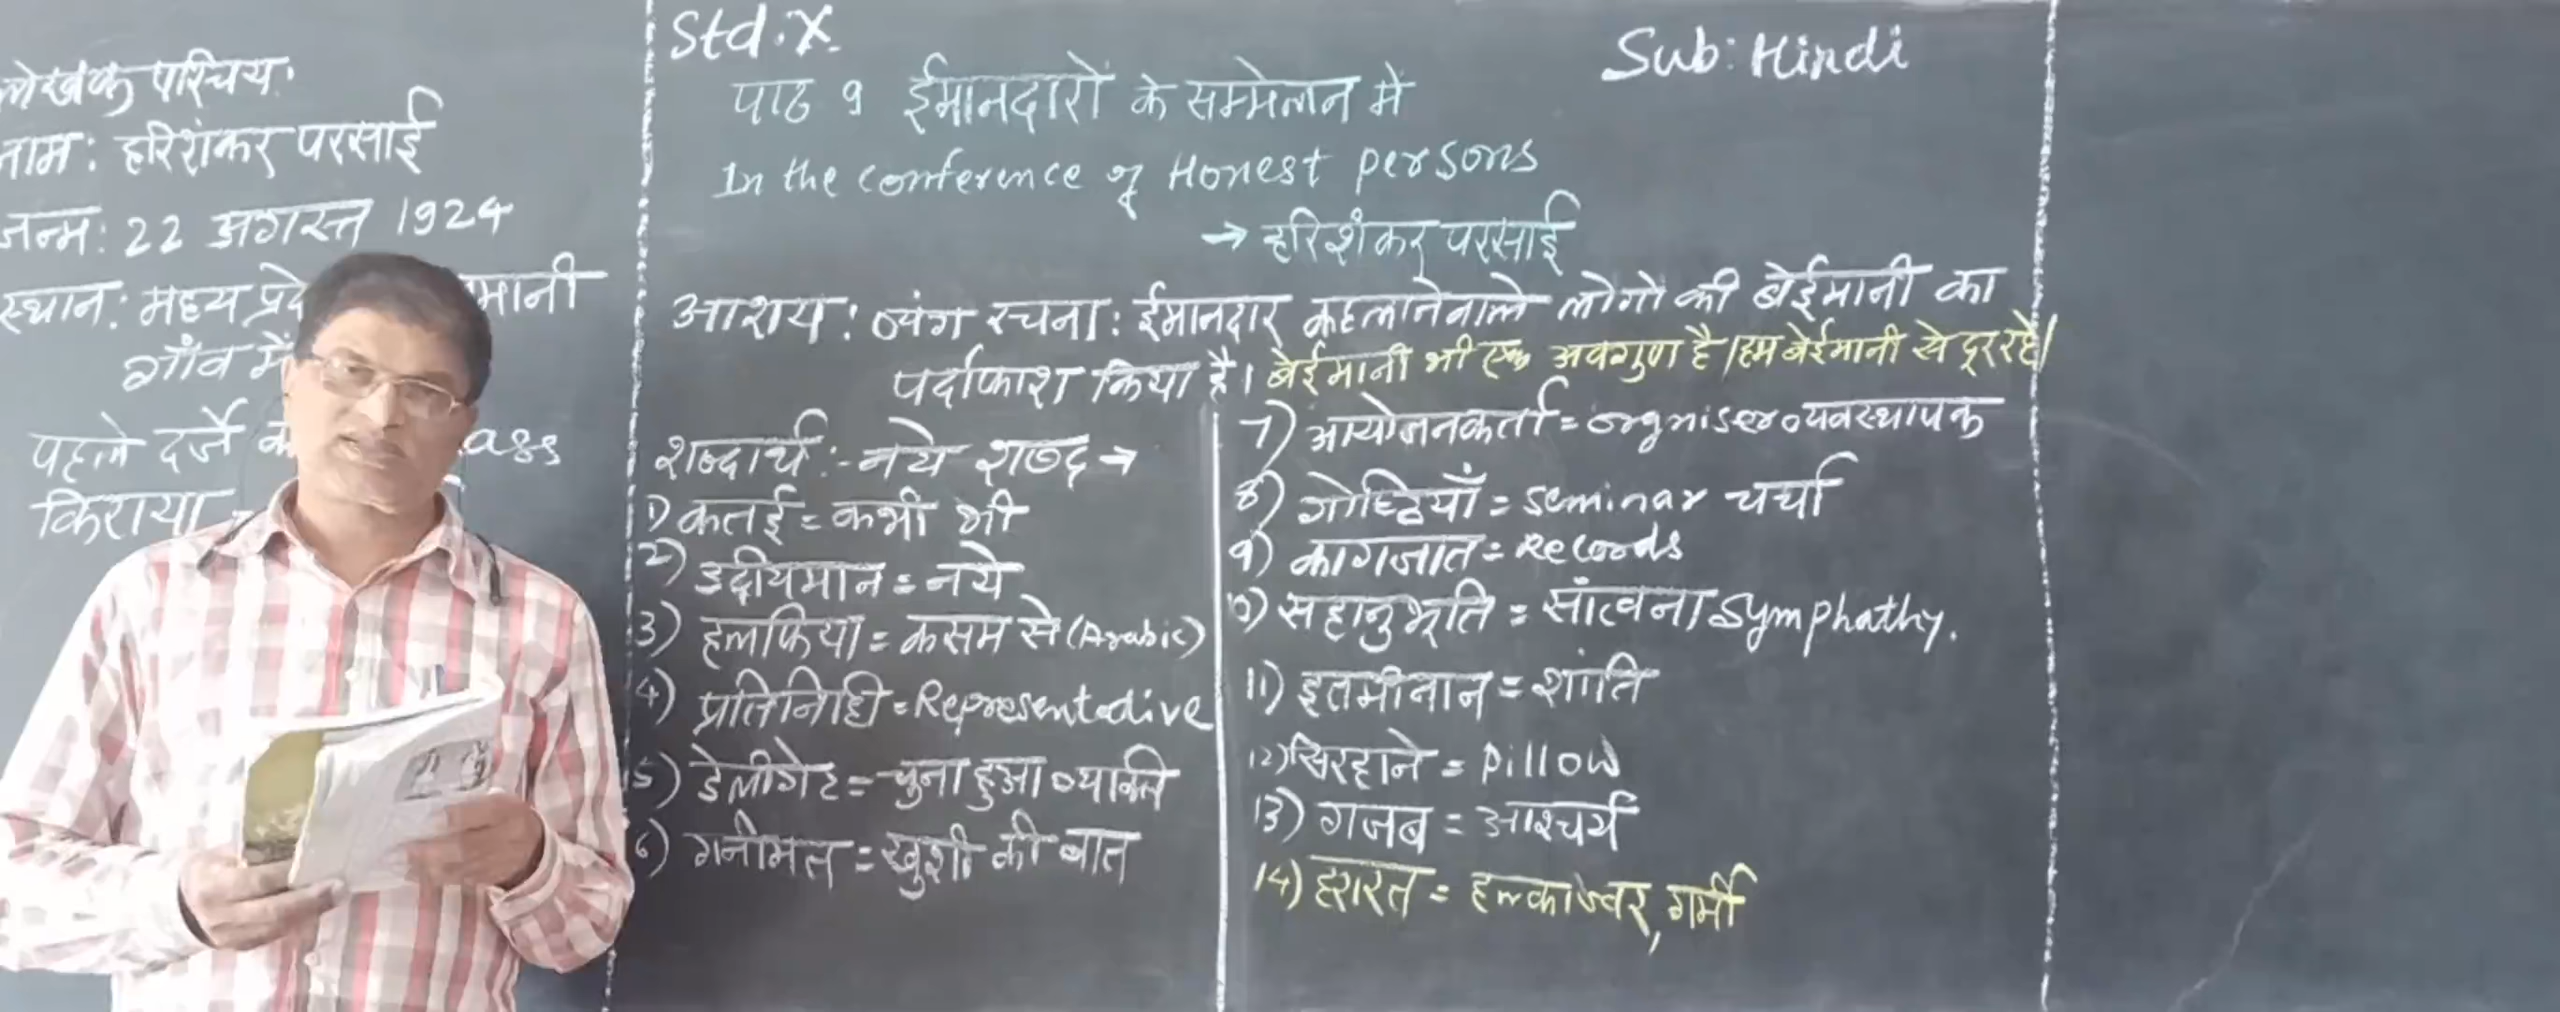 लेखक परिचय.
नाम: हरिशंकर परसाई
जन्म: 22 अगस्त 1924
स्थान: मध्य प्रदे मानी
गाँव में
पहले दर्जे ass
किराया
Std. X.
Sub: Hindi
पाठ 9 ईमानदारों के सम्मेलन में
In the conference of Honest persons
→ हरिशंकर परसाई
आशय: व्यंग रचना: ईमानदार कहलानेवाले लोगो की बेईमानी का
पर्दाफाश किया है। बेईमानी भी एक अवगुण है। हम बेईमानी से दूर रहे।
शब्दार्थ:- नये शब्द →
1) कतई = कभी भी
2) उदीयमान = नये
3) हलफिया = कसम से (Arabic)
4) प्रतिनिधि = Representadive
5) डेलीगेट = चुना हुआ व्यक्ति
6) गनीमत = खुशी की बात
7) आयोजनकर्ता = orgniser व्यवस्थापक
8) गोष्ठियाँ = seminar चर्चा
9) कागजात = Records
10) सहानुभूति = सांत्वना symphathy.
11) इतमीनान = शांति
12) सिरहाने = pillow
13) गजब = आश्चर्य
14) हरारत = हल्का ज्वर, गर्मी